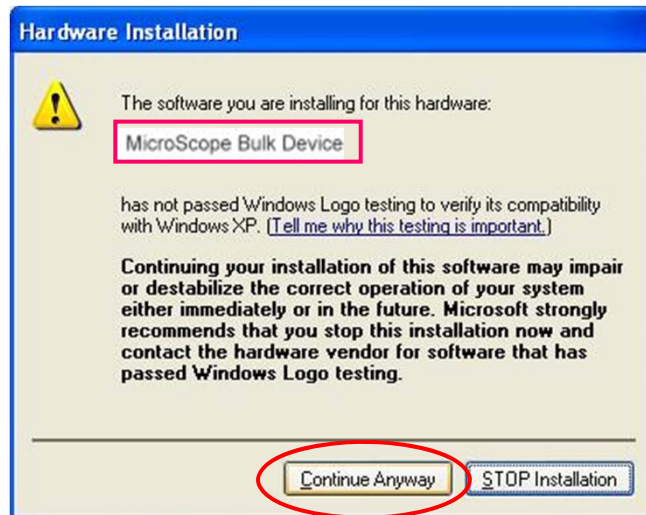 Hardware Installation
The software you are installing for this hardware:
MicroScope Bulk Device
has not passed Windows Logo testing to verify its compatibility
with Windows XP. (Tell me why this testing is important.)
Continuing your installation of this software may impair
or destabilize the correct operation of your system
either immediately or in the future. Microsoft strongly
recommends that you stop this installation now and
contact the hardware vendor for software that has
passed Windows Logo testing.
Continue Anyway STOP Installation